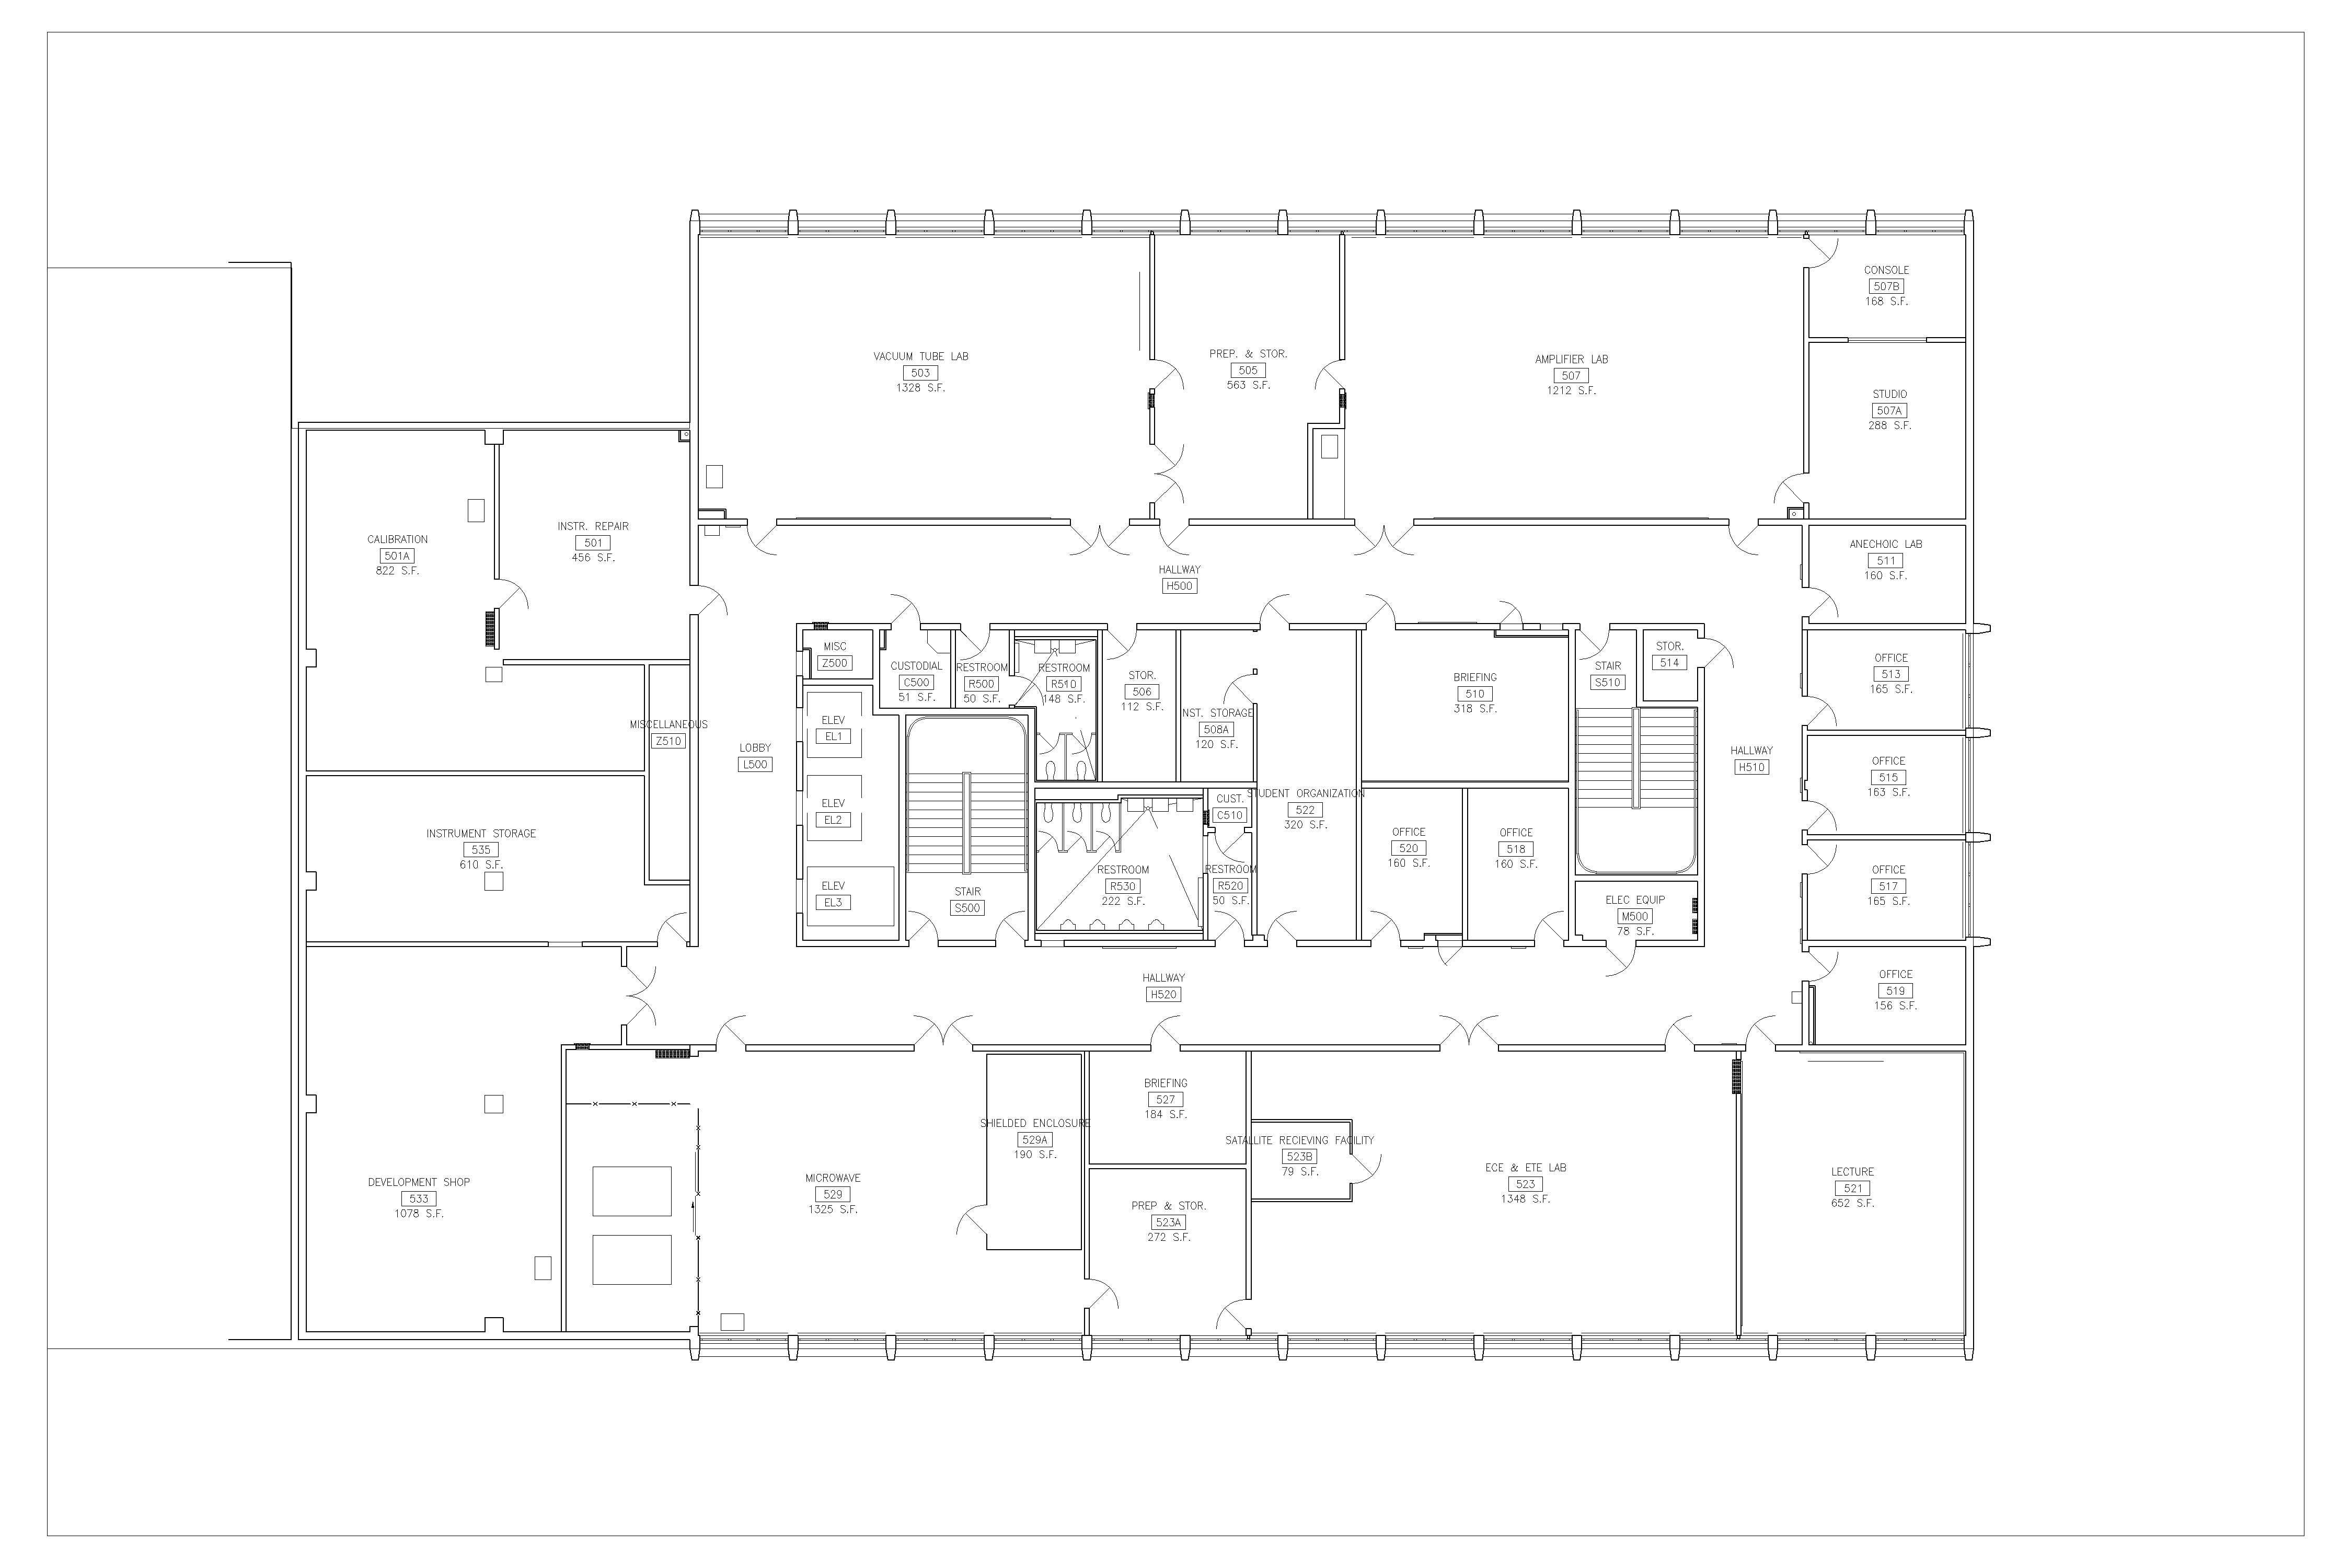 CONSOLE
507B
168 S.F.
VACUUM TUBE LAB
503
1328 S.F.
PREP. & STOR.
505
563 S.F.
AMPLIFIER LAB
507
1212 S.F.
STUDIO
507A
288 S.F.
CALIBRATION
501A
822 S.F.
INSTR. REPAIR
501
456 S.F.
HALLWAY
H500
ANECHOIC LAB
511
160 S.F.
MISC
Z500
CUSTODIAL
C500
51 S.F.
RESTROOM
R500
50 S.F.
RESTROOM
R510
148 S.F.
STOR.
506
112 S.F.
NST. STORAGE
508A
120 S.F.
BRIEFING
510
318 S.F.
STAIR
S510
STOR.
514
OFFICE
513
165 S.F.
MISCELLANEOUS
Z510
LOBBY
L500
ELEV
EL1
HALLWAY
H510
OFFICE
515
163 S.F.
INSTRUMENT STORAGE
535
610 S.F.
ELEV
EL2
CUST.
C510
STUDENT ORGANIZATION
522
320 S.F.
OFFICE
520
160 S.F.
OFFICE
518
160 S.F.
ELEV
EL3
STAIR
S500
RESTROOM
R530
222 S.F.
RESTROOM
R520
50 S.F.
ELEC EQUIP
M500
78 S.F.
OFFICE
517
165 S.F.
HALLWAY
H520
OFFICE
519
156 S.F.
DEVELOPMENT SHOP
533
1078 S.F.
MICROWAVE
529
1325 S.F.
SHIELDED ENCLOSURE
529A
190 S.F.
BRIEFING
527
184 S.F.
PREP & STOR.
523A
272 S.F.
SATALLITE RECIEVING FACILITY
523B
79 S.F.
ECE & ETE LAB
523
1348 S.F.
LECTURE
521
652 S.F.